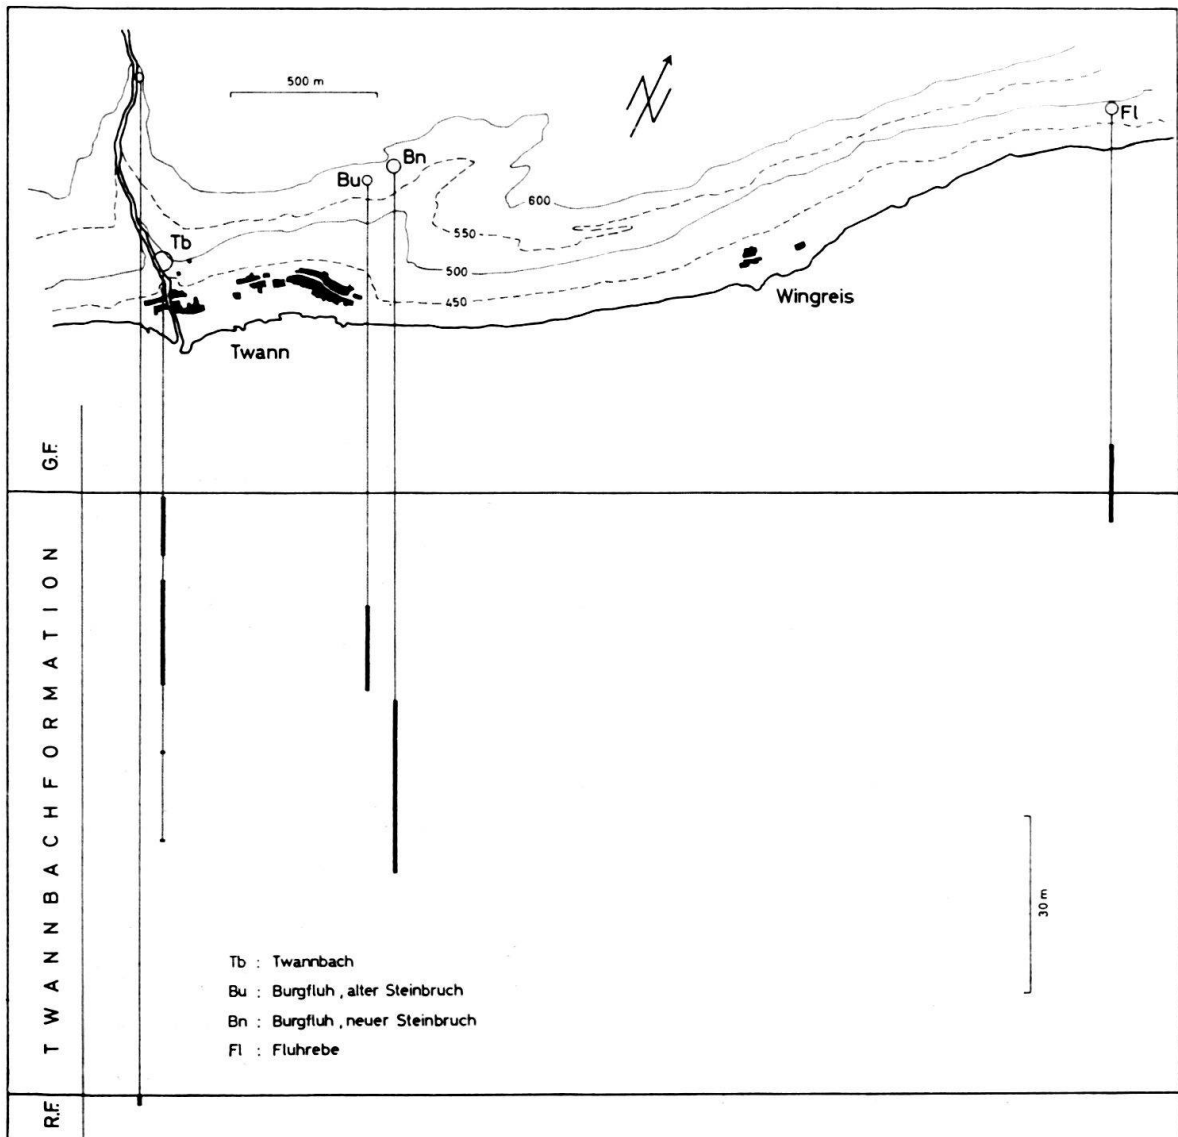 500 m
N
Fl
Bn
Bu
600
Tb
550
500
450
Wingreis
Twann
G.F.
TWANNBACHFORMATION
30 m
Tb : Twannbach
Bu : Burgfluh, alter Steinbruch
Bn : Burgfluh, neuer Steinbruch
Fl : Fluhrebe
R.F.